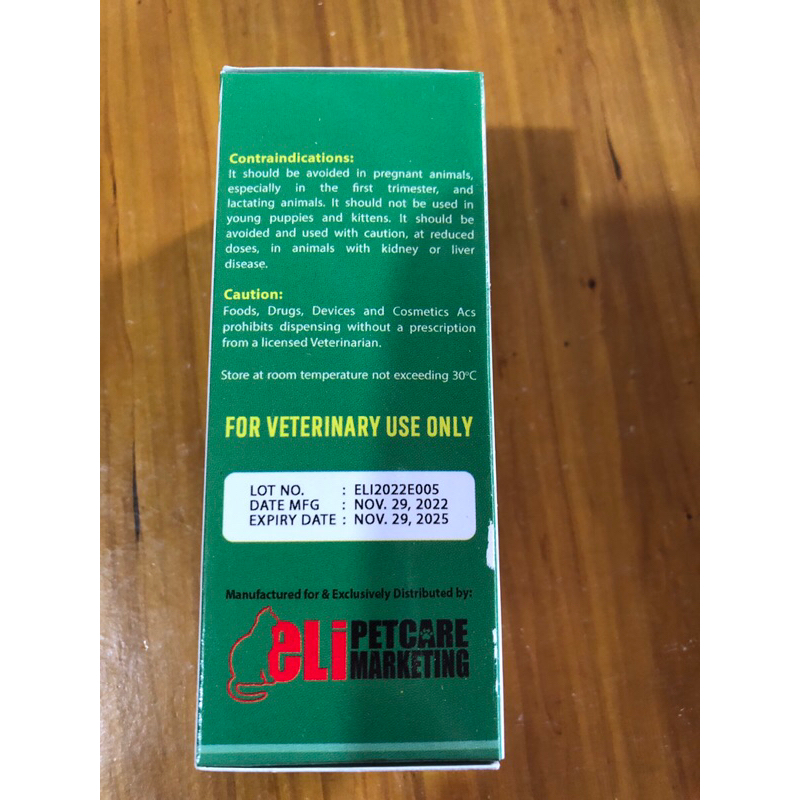 Contraindications:
It should be avoided in pregnant animals,
especially in the first trimester, and
lactating animals. It should not be used in
young puppies and kittens. It should be
avoided and used with caution, at reduced
doses, in animals with kidney or liver
disease.
Caution:
Foods, Drugs, Devices and Cosmetics Acs
prohibits dispensing without a prescription
from a licensed Veterinarian.
Store at room temperature not exceeding 30°C
FOR VETERINARY USE ONLY
LOT NO. : ELI2022E005
DATE MFG : NOV. 29, 2022
EXPIRY DATE : NOV. 29, 2025
Manufactured for & Exclusively Distributed by:
eLi PETCARE
MARKETING